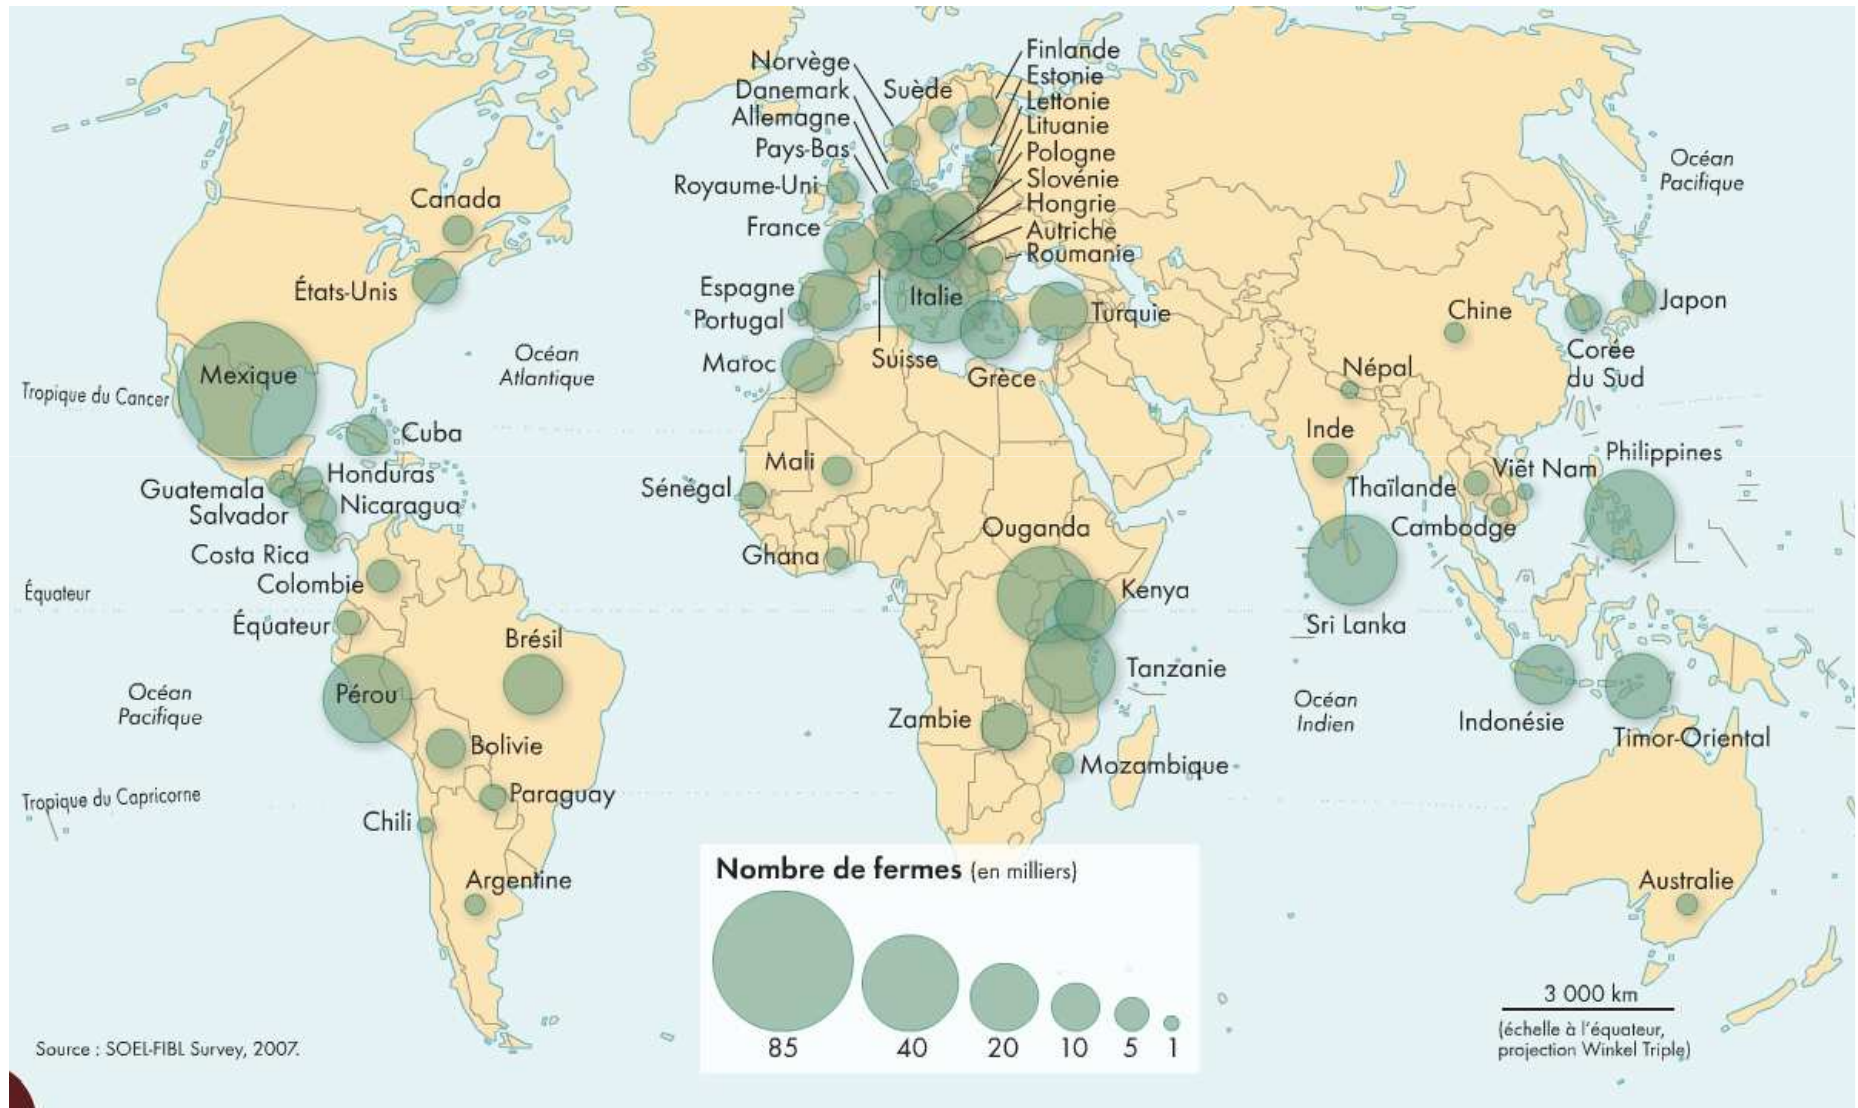 Norvège
Danemark
Allemagne
Pays-Bas
Royaume-Uni
France
Espagne
Portugal
Maroc
Suède
Finlande
Estonie
Lettonie
Lituanie
Pologne
Slovénie
Hongrie
Autriche
Roumanie
Italie
Suisse
Grèce
Turquie
Canada
États-Unis
Mexique
Océan
Atlantique
Tropique du Cancer
Cuba
Honduras
Guatemala
Nicaragua
Salvador
Costa Rica
Colombie
Équateur
Équateur
Brésil
Pérou
Océan
Pacifique
Bolivie
Tropique du Capricorne
Paraguay
Chili
Argentine
Mali
Sénégal
Ghana
Ouganda
Kenya
Tanzanie
Zambie
Mozambique
Océan
Pacifique
Chine
Japon
Corée
du Sud
Népal
Inde
Viêt Nam
Thaïlande
Cambodge
Philippines
Sri Lanka
Océan
Indien
Indonésie
Timor-Oriental
Australie
Nombre de fermes (en milliers)
85 40 20 10 5 1
3 000 km
(échelle à l'équateur,
projection Winkel Triple)
Source : SOEL-FIBL Survey, 2007.